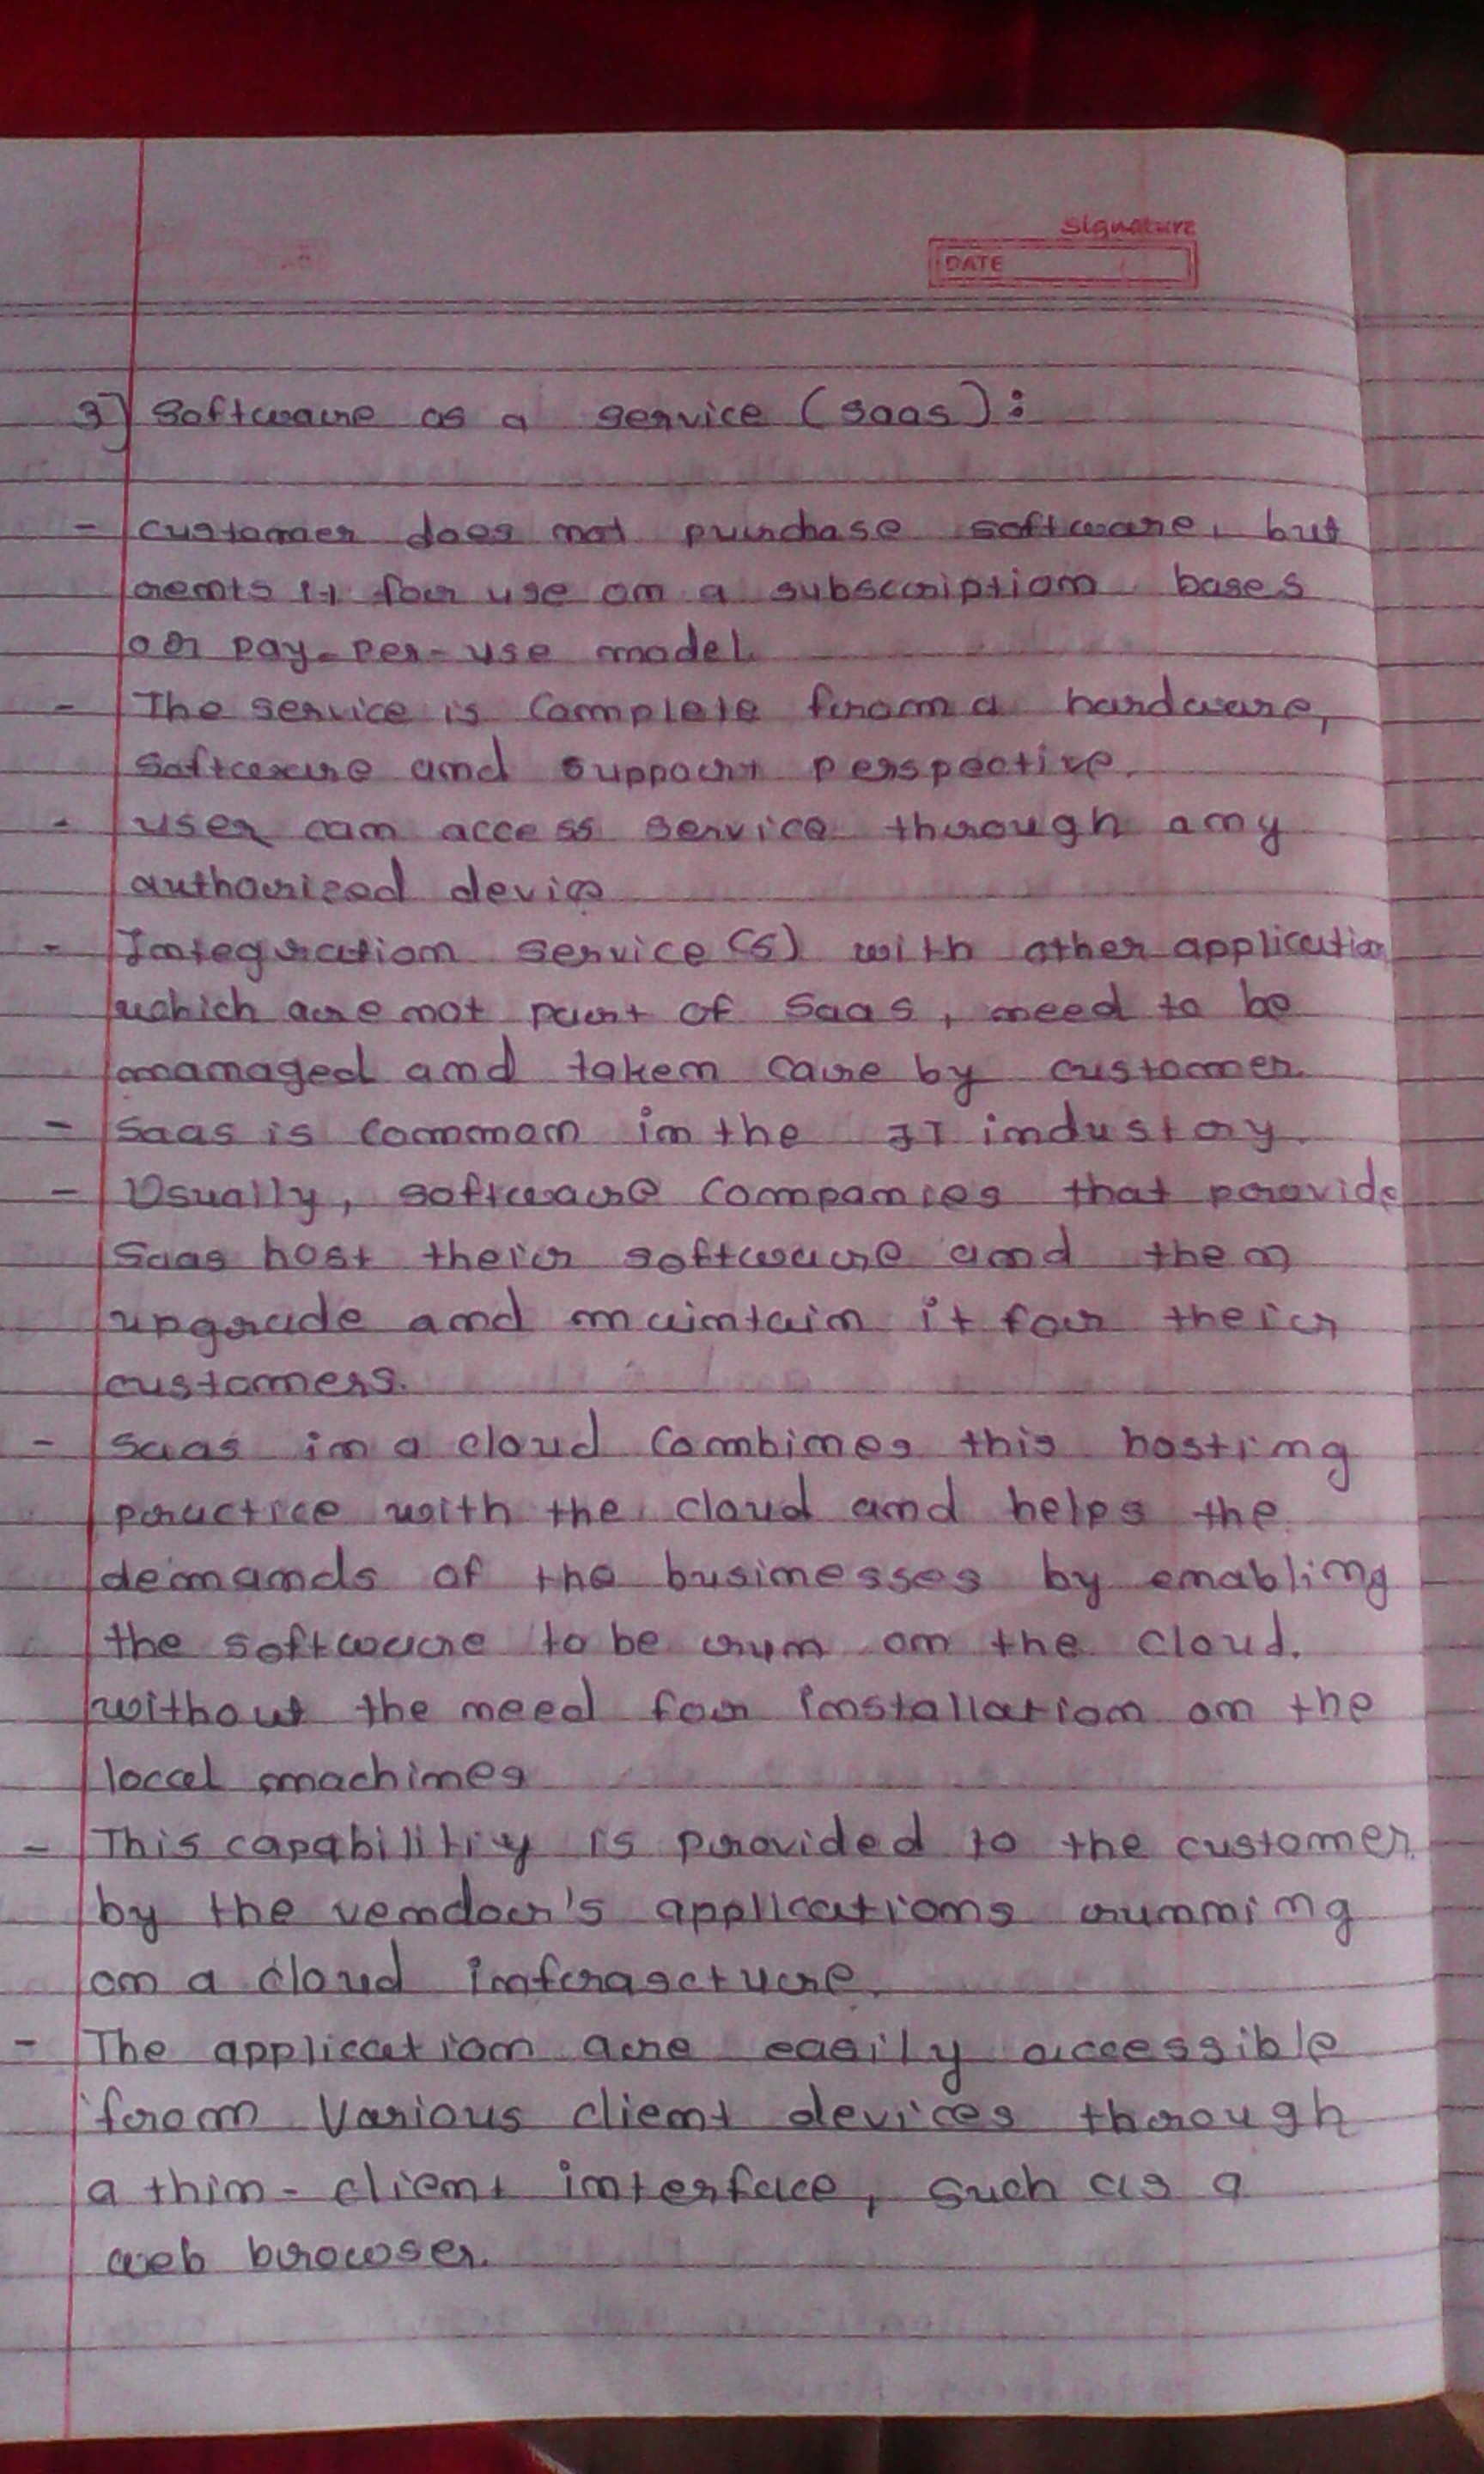 Signature
DATE
3] Software as a service (saas):
- customer does not purchase software, but
rents it for use on a subscription bases
or pay-per-use model
- The service is Complete from a hardware,
software and support perspective.
- user can access service through any
authorized device
- Integration service(s) with other application
which are not part of Saas, need to be
managed and taken care by customer.
- Saas is common in the IT industry.
- Usually, software Companies that provide
Saas host their software and then
upgrade and maintain it for their
customers.
- saas in a cloud Combines this hosting
practice with the cloud and helps the
demands of the businesses by enabling
the software to be run on the cloud.
without the need for installation on the
local machines
- This capability is provided to the customer
by the vendor's applications running
on a cloud infrascture.
- The application are easily accessible
from various client devices through
a thin-client interface, such as a
web browser.